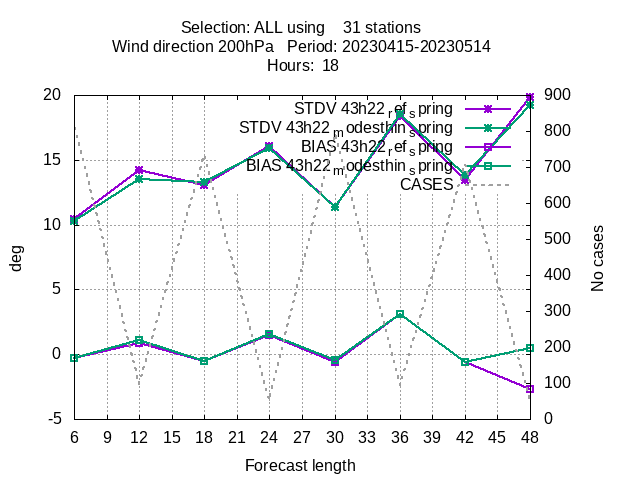 Selection: ALL using 31 stations
Wind direction 200hPa Period: 20230415-20230514
Hours: 18
STDV 43h22_ref_spring
STDV 43h22_modesthin_spring
BIAS 43h22_ref_spring
BIAS 43h22_modesthin_spring
CASES
20
15
10
5
0
-5
deg
900
800
700
600
500
400
300
200
100
0
No cases
6 9 12 15 18 21 24 27 30 33 36 39 42 45 48
Forecast length